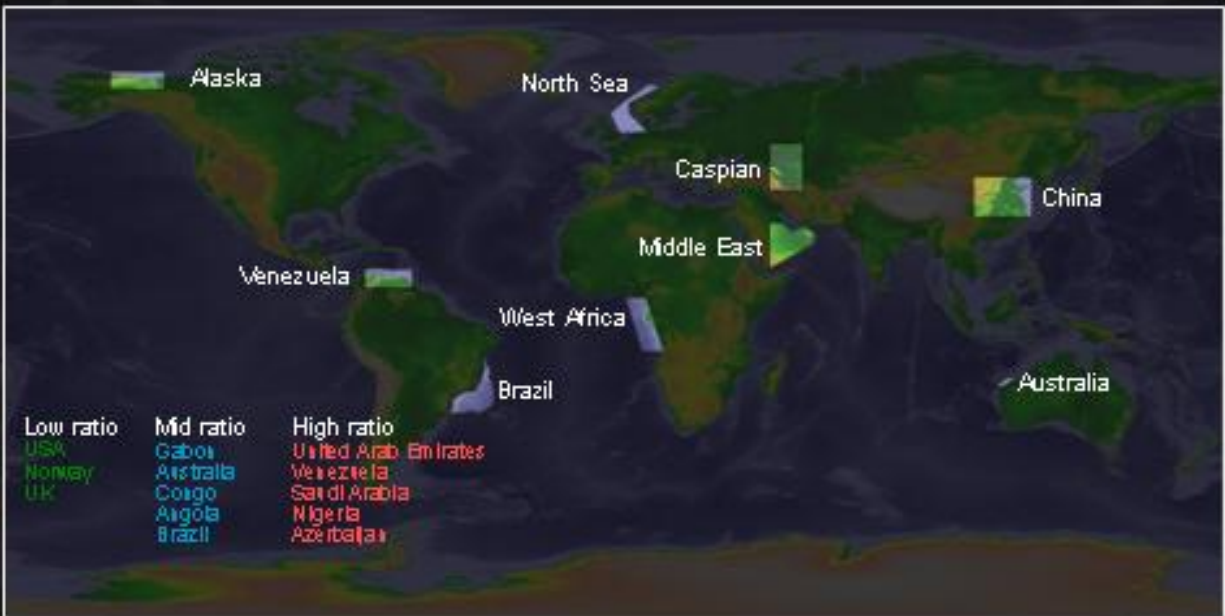 Alaska
North Sea
Caspian
China
Middle East
Venezuela
West Africa
Brazil
Australia
Low ratio
USA
Norway
U.K
Mid ratio
Gabon
Australia
Congo
Angola
Brazil
High ratio
United Arab Emirates
Venezuela
Saudi Arabia
Nigeria
Azerbaijan